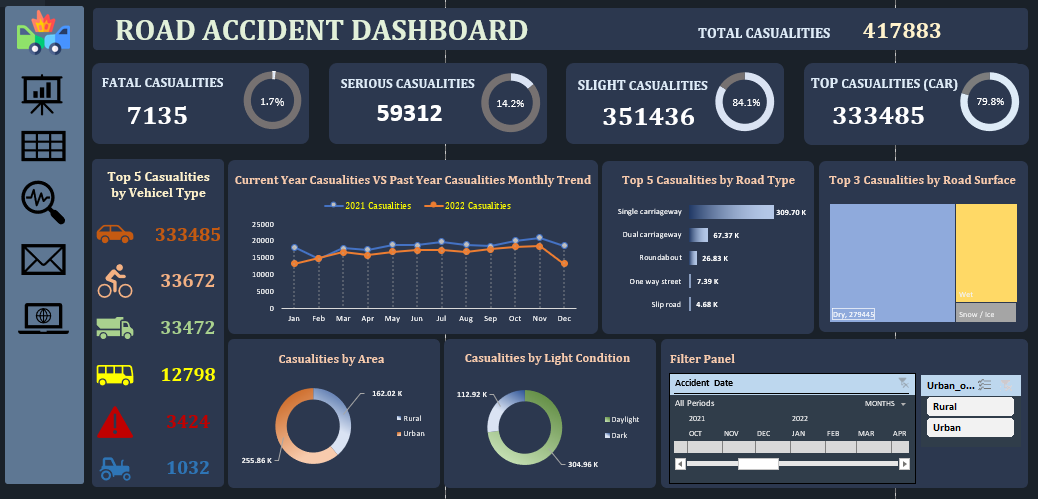 ROAD ACCIDENT DASHBOARD
TOTAL CASUALITIES 417883
FATAL CASUALITIES
7135
1.7%
SERIOUS CASUALITIES
59312
14.2%
SLIGHT CASUALITIES
351436
84.1%
TOP CASUALITIES (CAR)
333485
79.8%
Top 5 Casualities
by Vehicel Type
333485
33672
33472
12798
3424
1032
Current Year Casualities VS Past Year Casualities Monthly Trend
2021 Casualities 2022 Casualities
25000
20000
15000
10000
5000
0
Jan Feb Mar Apr May Jun Jul Aug Sep Oct Nov Dec
Top 5 Casualities by Road Type
Single carriageway 309.70 K
Dual carriageway 67.37 K
Roundabout 26.83 K
One way street 7.39 K
Slip road 4.68 K
Top 3 Casualities by Road Surface
Wet
Dry, 279445
Snow / Ice
Casualities by Area
162.02 K
Rural
Urban
255.86 K
Casualities by Light Condition
112.92 K
Daylight
Dark
304.96 K
Filter Panel
Accident Date
All Periods MONTHS
2021 2022
OCT NOV DEC JAN FEB MAR APR
Urban_o...
Rural
Urban